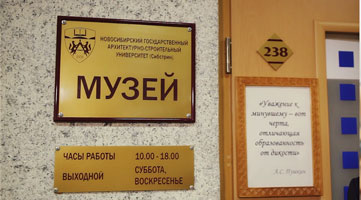 НОВОСИБИРСКИЙ ГОСУДАРСТВЕННЫЙ
АРХИТЕКТУРНО-СТРОИТЕЛЬНЫЙ
УНИВЕРСИТЕТ (Сибстрин)
МУЗЕЙ
ЧАСЫ РАБОТЫ 10.00 - 18.00
ВЫХОДНОЙ СУББОТА,
ВОСКРЕСЕНЬЕ
238
«Уважение к
минувшему – вот
черта,
отличающая
образованность
от дикости»
А.С. Пушкин